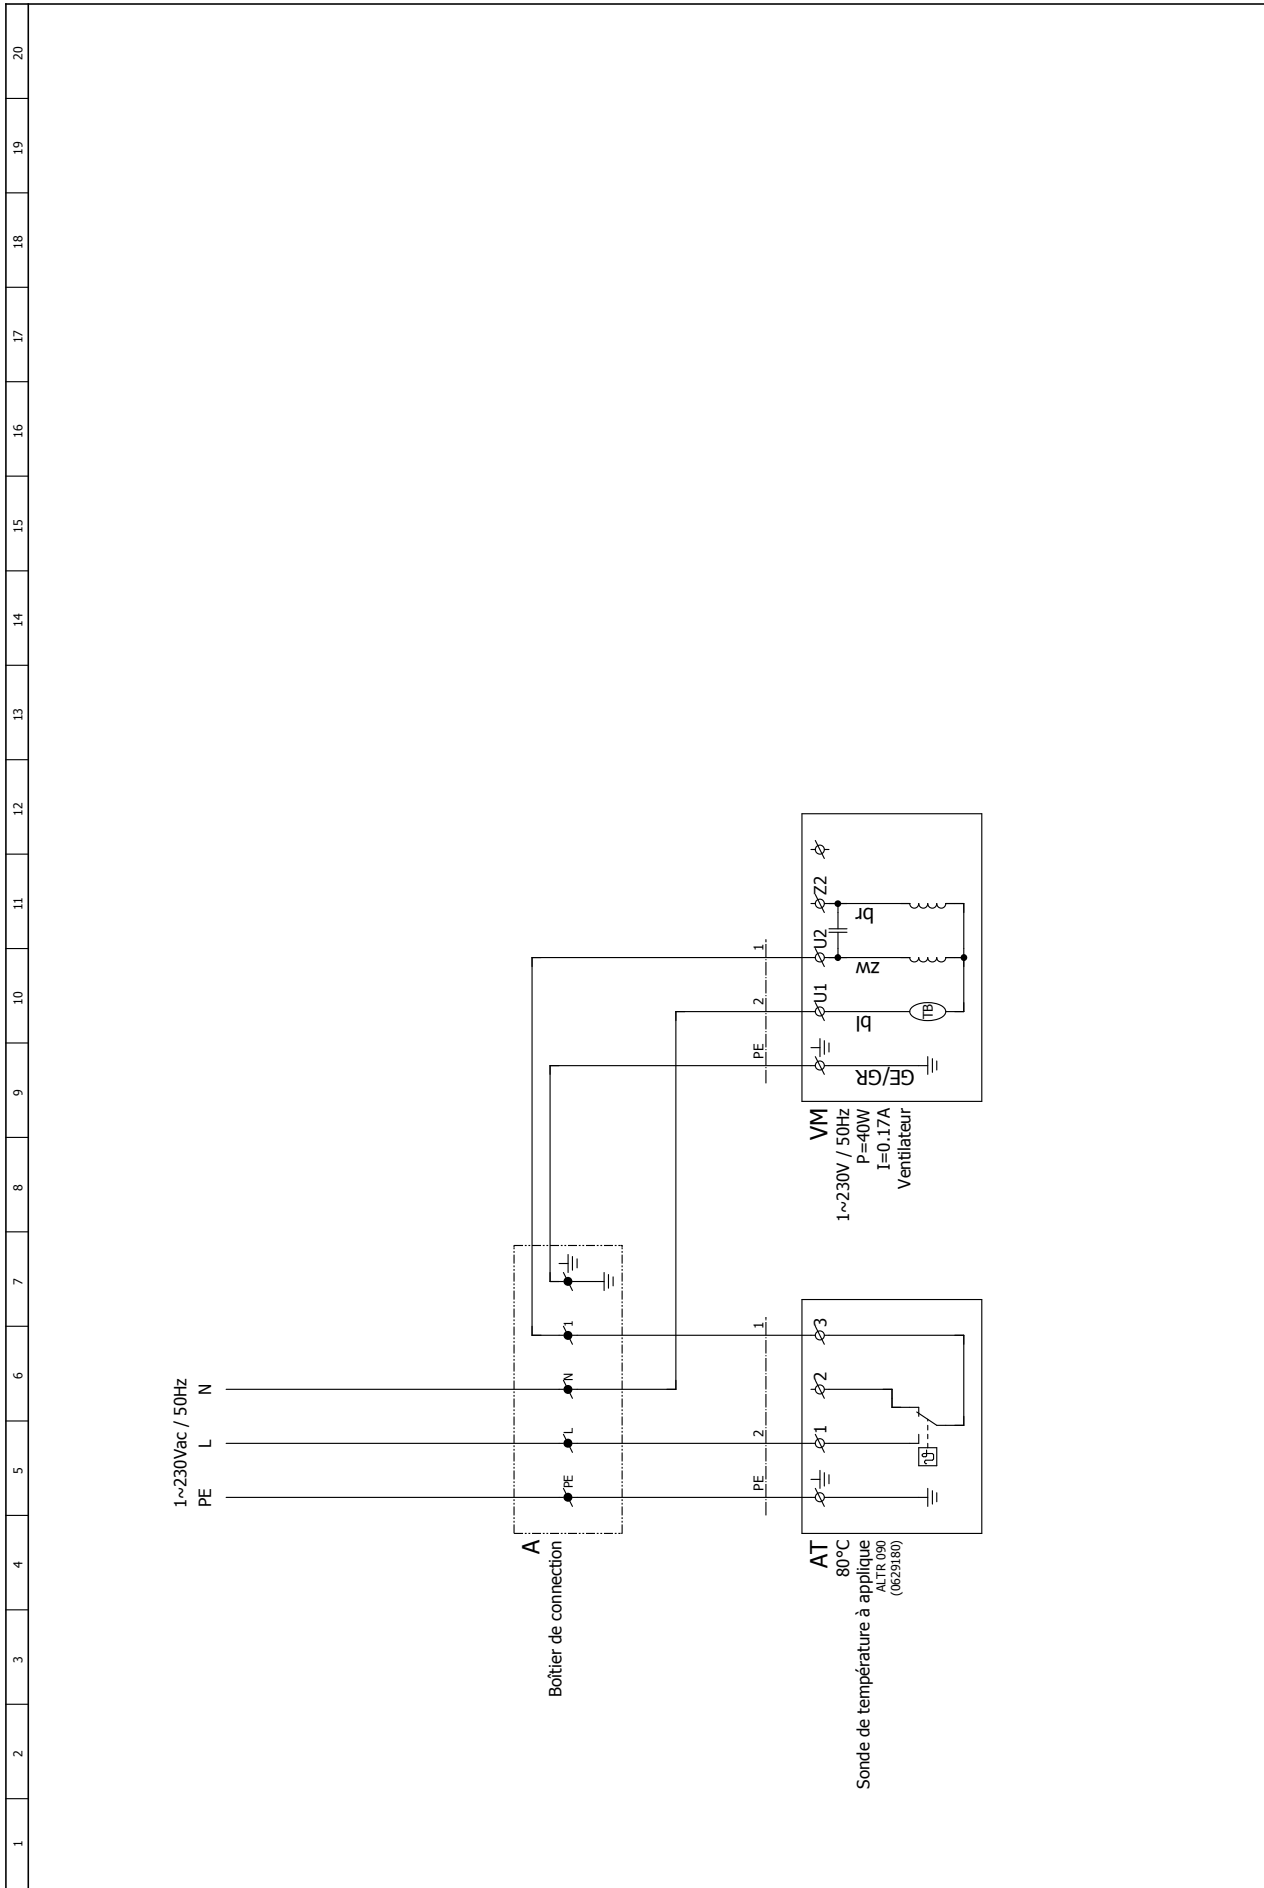 1
2
3
4
5
6
7
8
9
10
11
12
13
14
15
16
17
18
19
20
1~230Vac / 50Hz
PE L N
A
Boîtier de connection
PE L N 1
PE 2 1
PE 2 1
AT
80°C
Sonde de température à applique
ALTR 090
(0629180)
1 2 3
ϑ
VM
1~230V / 50Hz
P=40W
I=0.17A
Ventilateur
U1 U2 Z2
GE/GR bl zw br
TB